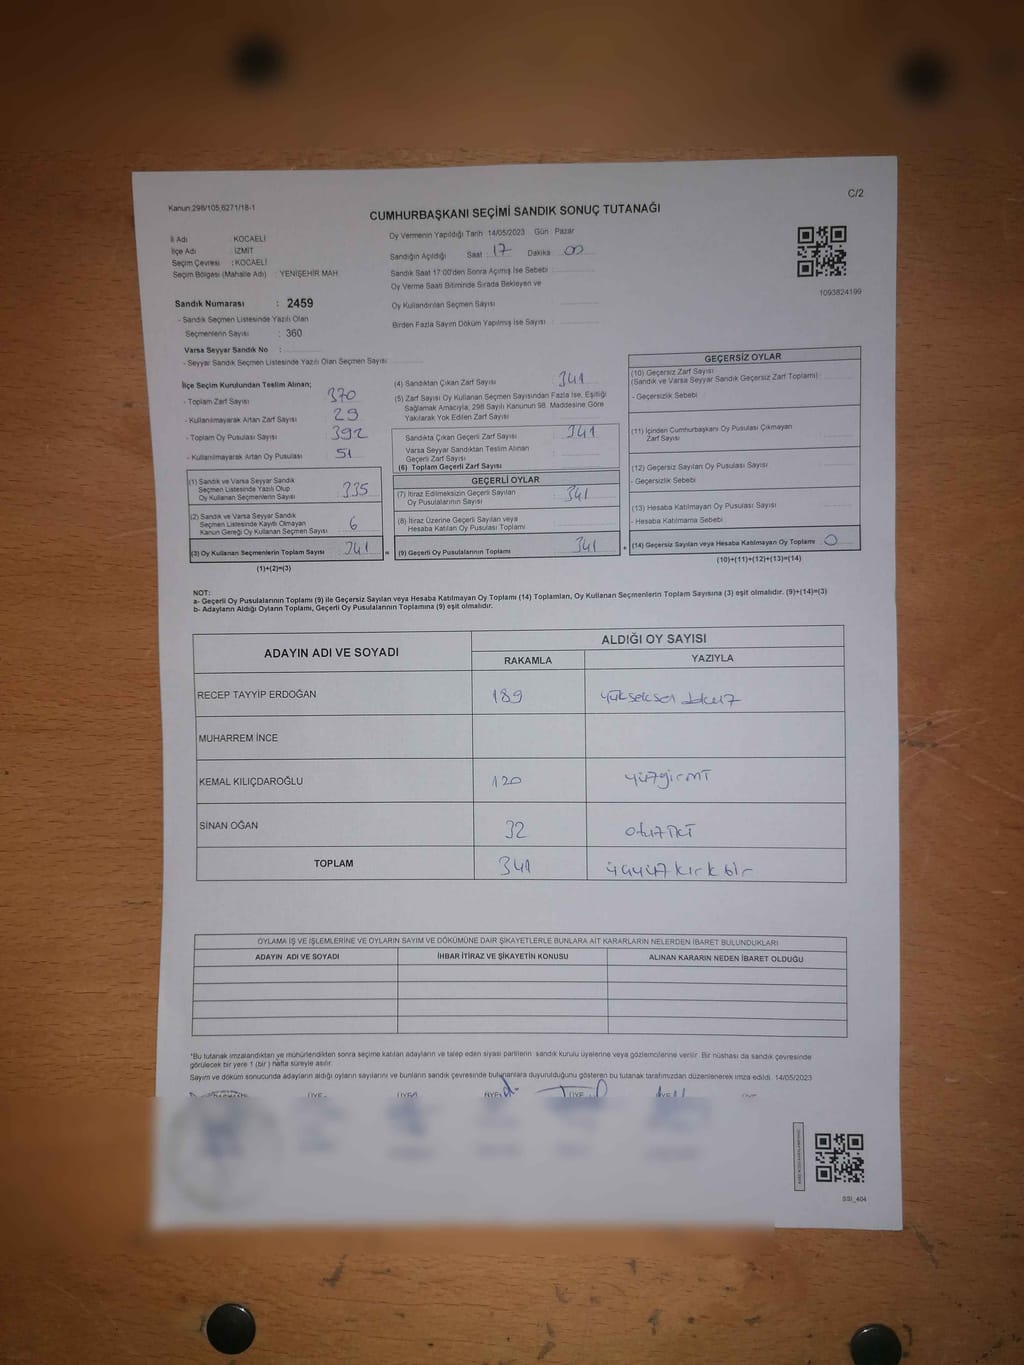 Kanun:298/105,6271/18-1
C/2
CUMHURBAŞKANI SEÇİMİ SANDIK SONUÇ TUTANAĞI
İl Adı : KOCAELİ
İlçe Adı : İZMİT
Seçim Çevresi : KOCAELİ
Seçim Bölgesi (Mahalle Adı) : YENİŞEHİR MAH.
Sandık Numarası : 2459
- Sandık Seçmen Listesinde Yazılı Olan
Seçmenlerin Sayısı : 360
Varsa Seyyar Sandık No :
- Seyyar Sandık Seçmen Listesinde Yazılı Olan Seçmen Sayısı
Oy Vermenin Yapıldığı Tarih :14/05/2023 Gün : Pazar
Sandığın Açıldığı Saat : 17 Dakika : 00
Sandık Saat 17:00'den Sonra Açılmış İse Sebebi :
Oy Verme Saati Bitiminde Sırada Bekleyen ve
Oy Kullandırılan Seçmen Sayısı
Birden Fazla Sayım Döküm Yapılmış İse Sayısı :
1093824199
İlçe Seçim Kurulundan Teslim Alınan;
- Toplam Zarf Sayısı : 370
- Kullanılmayarak Artan Zarf Sayısı : 29
- Toplam Oy Pusulası Sayısı : 392
- Kullanılmayarak Artan Oy Pusulası : 51
(1) Sandık ve Varsa Seyyar Sandık
Seçmen Listesinde Yazılı Olup
Oy Kullanan Seçmenlerin Sayısı : 335
(2) Sandık ve Varsa Seyyar Sandık
Seçmen Listesinde Kayıtlı Olmayan
Kanun Gereği Oy Kullanan Seçmen Sayısı : 6
(3) Oy Kullanan Seçmenlerin Toplam Sayısı : 341 =
(1)+(2)=(3)
(4) Sandıktan Çıkan Zarf Sayısı : 341
(5) Zarf Sayısı Oy Kullanan Seçmen Sayısından Fazla İse, Eşitliği
Sağlamak Amacıyla; 298 Sayılı Kanunun 98. Maddesine Göre
Yakılarak Yok Edilen Zarf Sayısı
Sandıkta Çıkan Geçerli Zarf Sayısı : 341
Varsa Seyyar Sandıktan Teslim Alınan
Geçerli Zarf Sayısı :
(6) Toplam Geçerli Zarf Sayısı :
GEÇERLİ OYLAR
(7) İtiraz Edilmeksizin Geçerli Sayılan
Oy Pusulalarının Sayısı : 341
(8) İtiraz Üzerine Geçerli Sayılan veya
Hesaba Katılan Oy Pusulası Toplamı :
(9) Geçerli Oy Pusulalarının Toplamı : 341 +
GEÇERSİZ OYLAR
(10) Geçersiz Zarf Sayısı
(Sandık ve Varsa Seyyar Sandık Geçersiz Zarf Toplamı) :
- Geçersizlik Sebebi :
(11) İçinden Cumhurbaşkanı Oy Pusulası Çıkmayan
Zarf Sayısı :
(12) Geçersiz Sayılan Oy Pusulası Sayısı :
- Geçersizlik Sebebi :
(13) Hesaba Katılmayan Oy Pusulası Sayısı :
- Hesaba Katılmama Sebebi :
(14) Geçersiz Sayılan veya Hesaba Katılmayan Oy Toplamı : 0
(10)+(11)+(12)+(13)=(14)
NOT:
a- Geçerli Oy Pusulalarının Toplamı (9) ile Geçersiz Sayılan veya Hesaba Katılmayan Oy Toplamı (14) Toplamları, Oy Kullanan Seçmenlerin Toplam Sayısına (3) eşit olmalıdır. (9)+(14)=(3)
b- Adayların Aldığı Oyların Toplamı, Geçerli Oy Pusulalarının Toplamına (9) eşit olmalıdır.
ADAYIN ADI VE SOYADI
ALDIĞI OY SAYISI
RAKAMLA YAZIYLA
RECEP TAYYİP ERDOĞAN 189 yükseksen dokuz
MUHARREM İNCE
KEMAL KILIÇDAROĞLU 120 yüzgirmi
SİNAN OĞAN 32 otuziki
TOPLAM 341 üçyüz kırk bir
OYLAMA İŞ VE İŞLEMLERİNE VE OYLARIN SAYIM VE DÖKÜMÜNE DAİR ŞİKAYETLERLE BUNLARA AİT KARARLARIN NELERDEN İBARET BULUNDUKLARI
ADAYIN ADI VE SOYADI İHBAR İTİRAZ VE ŞİKAYETİN KONUSU ALINAN KARARIN NEDEN İBARET OLDUĞU
*Bu tutanak imzalandıktan ve mühürlendikten sonra seçime katılan adayların ve talep eden siyasi partilerin sandık kurulu üyelerine veya gözlemcilerine verilir. Bir nüshası da sandık çevresinde
görülecek bir yere 1 (bir) hafta süreyle asılır.
Sayım ve döküm sonucunda adayların aldığı oyların sayılarını ve bunların sandık çevresinde bulunanlara duyurulduğunu gösteren bu tutanak tarafımızdan düzenlenerek imza edildi. 14/05/2023
ÜYE ÜYE ÜYE ÜYE ÜYE ÜYE
SSI_404